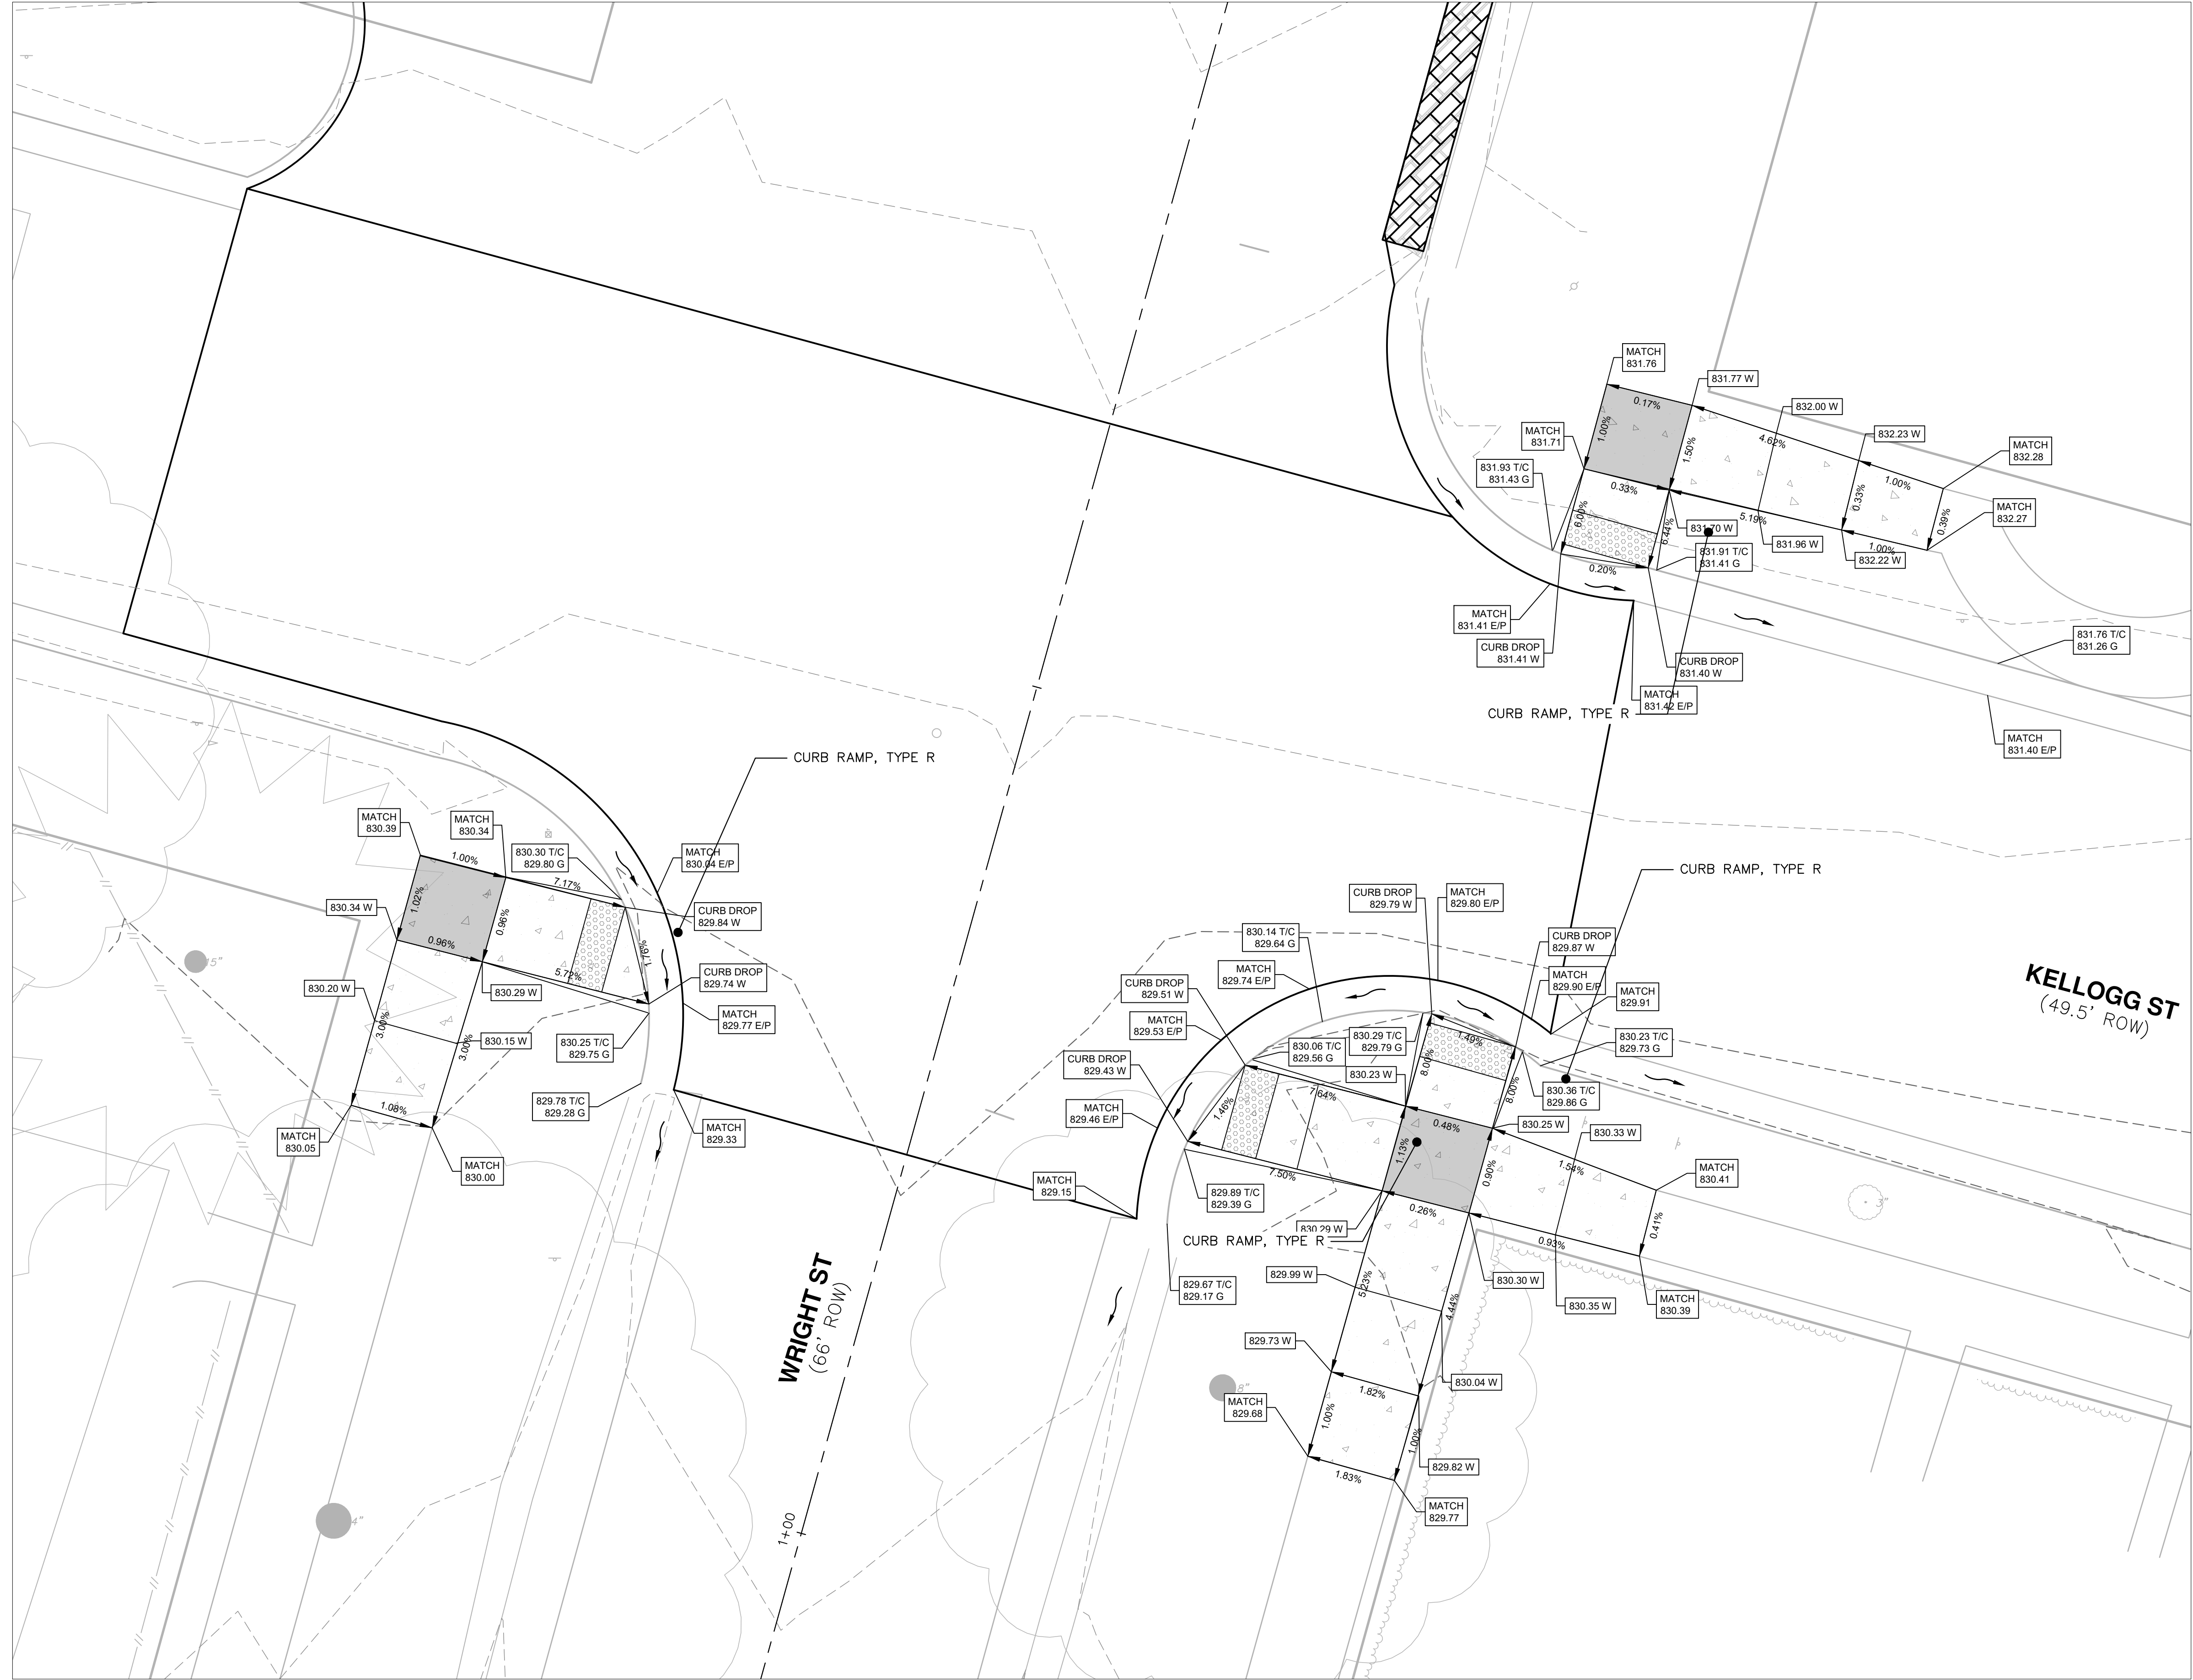 MATCH
831.76
0.17%
831.77 W
1.00%
1.50%
832.00 W
4.62%
832.23 W
MATCH
832.28
MATCH
831.71
831.93 T/C
831.43 G
0.33%
1.00%
0.33%
MATCH
832.27
0.39%
6.00%
6.44%
831.70 W
5.19%
831.96 W
1.00%
832.22 W
831.91 T/C
831.41 G
0.20%
MATCH
831.41 E/P
CURB DROP
831.41 W
CURB DROP
831.40 W
MATCH
831.42 E/P
CURB RAMP, TYPE R
831.76 T/C
831.26 G
MATCH
831.40 E/P
CURB RAMP, TYPE R
MATCH
830.39
MATCH
830.34
1.00%
830.30 T/C
829.80 G
7.17%
MATCH
830.04 E/P
830.34 W
1.02%
0.96%
0.96%
CURB DROP
829.84 W
1.76%
5.72%
CURB DROP
829.74 W
830.20 W
830.29 W
3.00%
3.00%
830.15 W
MATCH
829.77 E/P
830.25 T/C
829.75 G
829.78 T/C
829.28 G
1.08%
MATCH
830.05
MATCH
830.00
MATCH
829.33
15"
4"
CURB RAMP, TYPE R
CURB DROP
829.79 W
MATCH
829.80 E/P
830.14 T/C
829.64 G
CURB DROP
829.87 W
MATCH
829.74 E/P
MATCH
829.90 E/P
MATCH
829.91
CURB DROP
829.51 W
MATCH
829.53 E/P
830.29 T/C
829.79 G
1.49%
830.23 T/C
829.73 G
830.06 T/C
829.56 G
CURB DROP
829.43 W
830.23 W
8.00%
8.00%
830.36 T/C
829.86 G
7.64%
1.46%
MATCH
829.46 E/P
0.48%
830.25 W
830.33 W
1.13%
0.90%
1.54%
MATCH
830.41
7.50%
MATCH
829.15
829.89 T/C
829.39 G
0.26%
0.41%
830.29 W
CURB RAMP, TYPE R
0.93%
829.67 T/C
829.17 G
829.99 W
5.23%
4.44%
830.30 W
830.35 W
MATCH
830.39
829.73 W
1.82%
830.04 W
8"
MATCH
829.68
1.00%
1.00%
1.83%
829.82 W
MATCH
829.77
3"
KELLOGG ST
(49.5' ROW)
WRIGHT ST
(66' ROW)
1+00